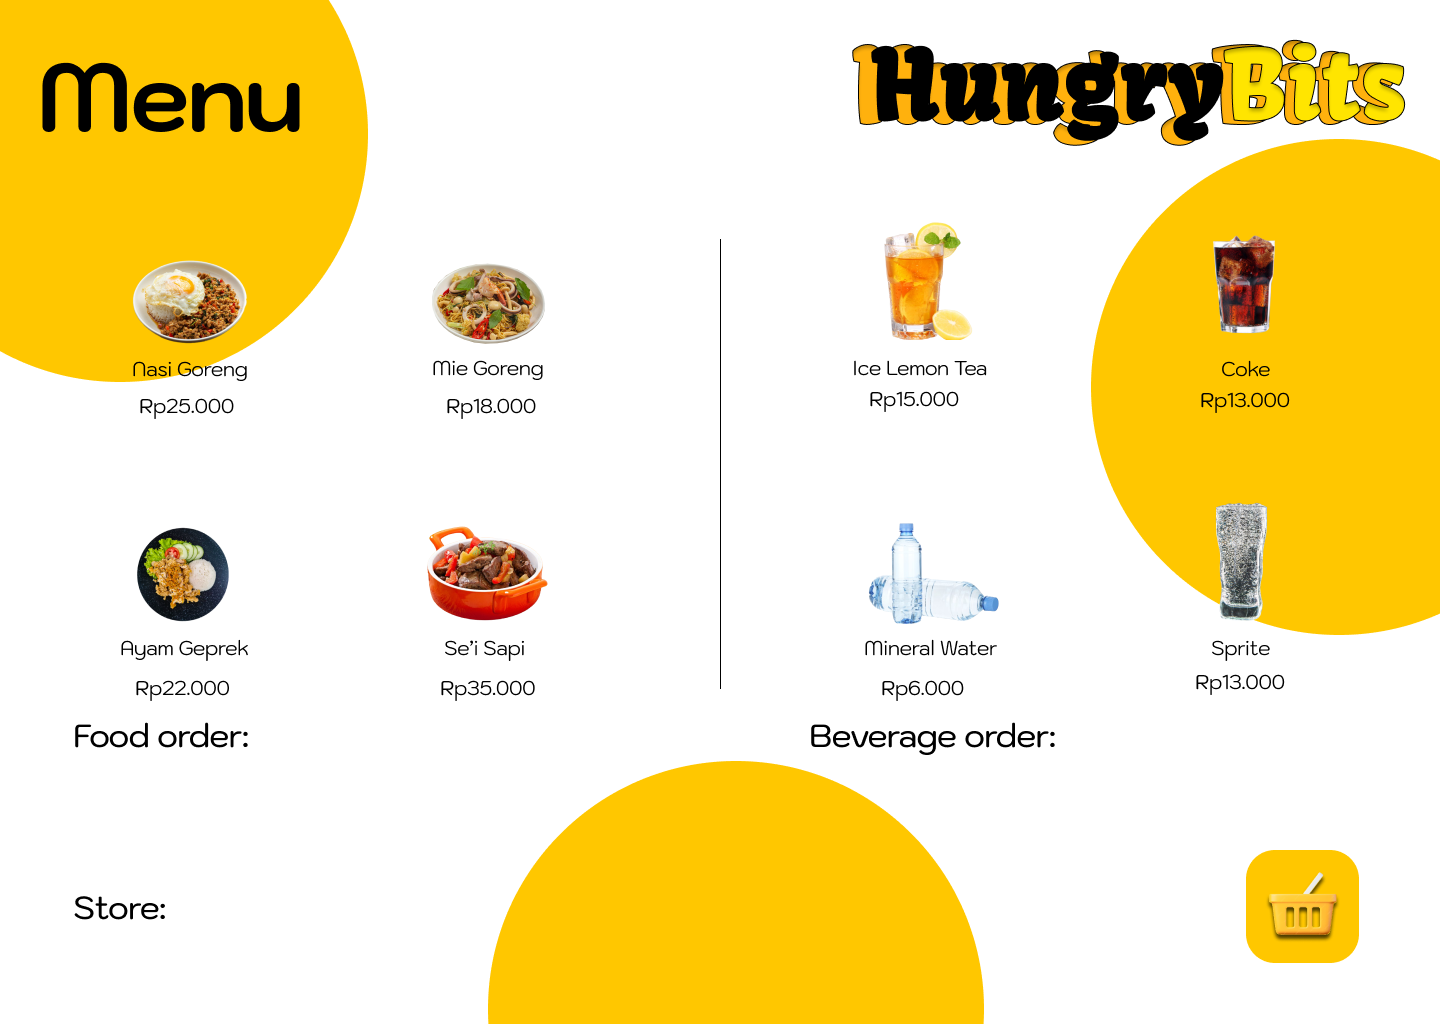 Menu
HungryBits
Nasi Goreng
Rp25.000
Mie Goreng
Rp18.000
Ice Lemon Tea
Rp15.000
Coke
Rp13.000
Ayam Geprek
Rp22.000
Se’i Sapi
Rp35.000
Mineral Water
Rp6.000
Sprite
Rp13.000
Food order:
Beverage order:
Store: